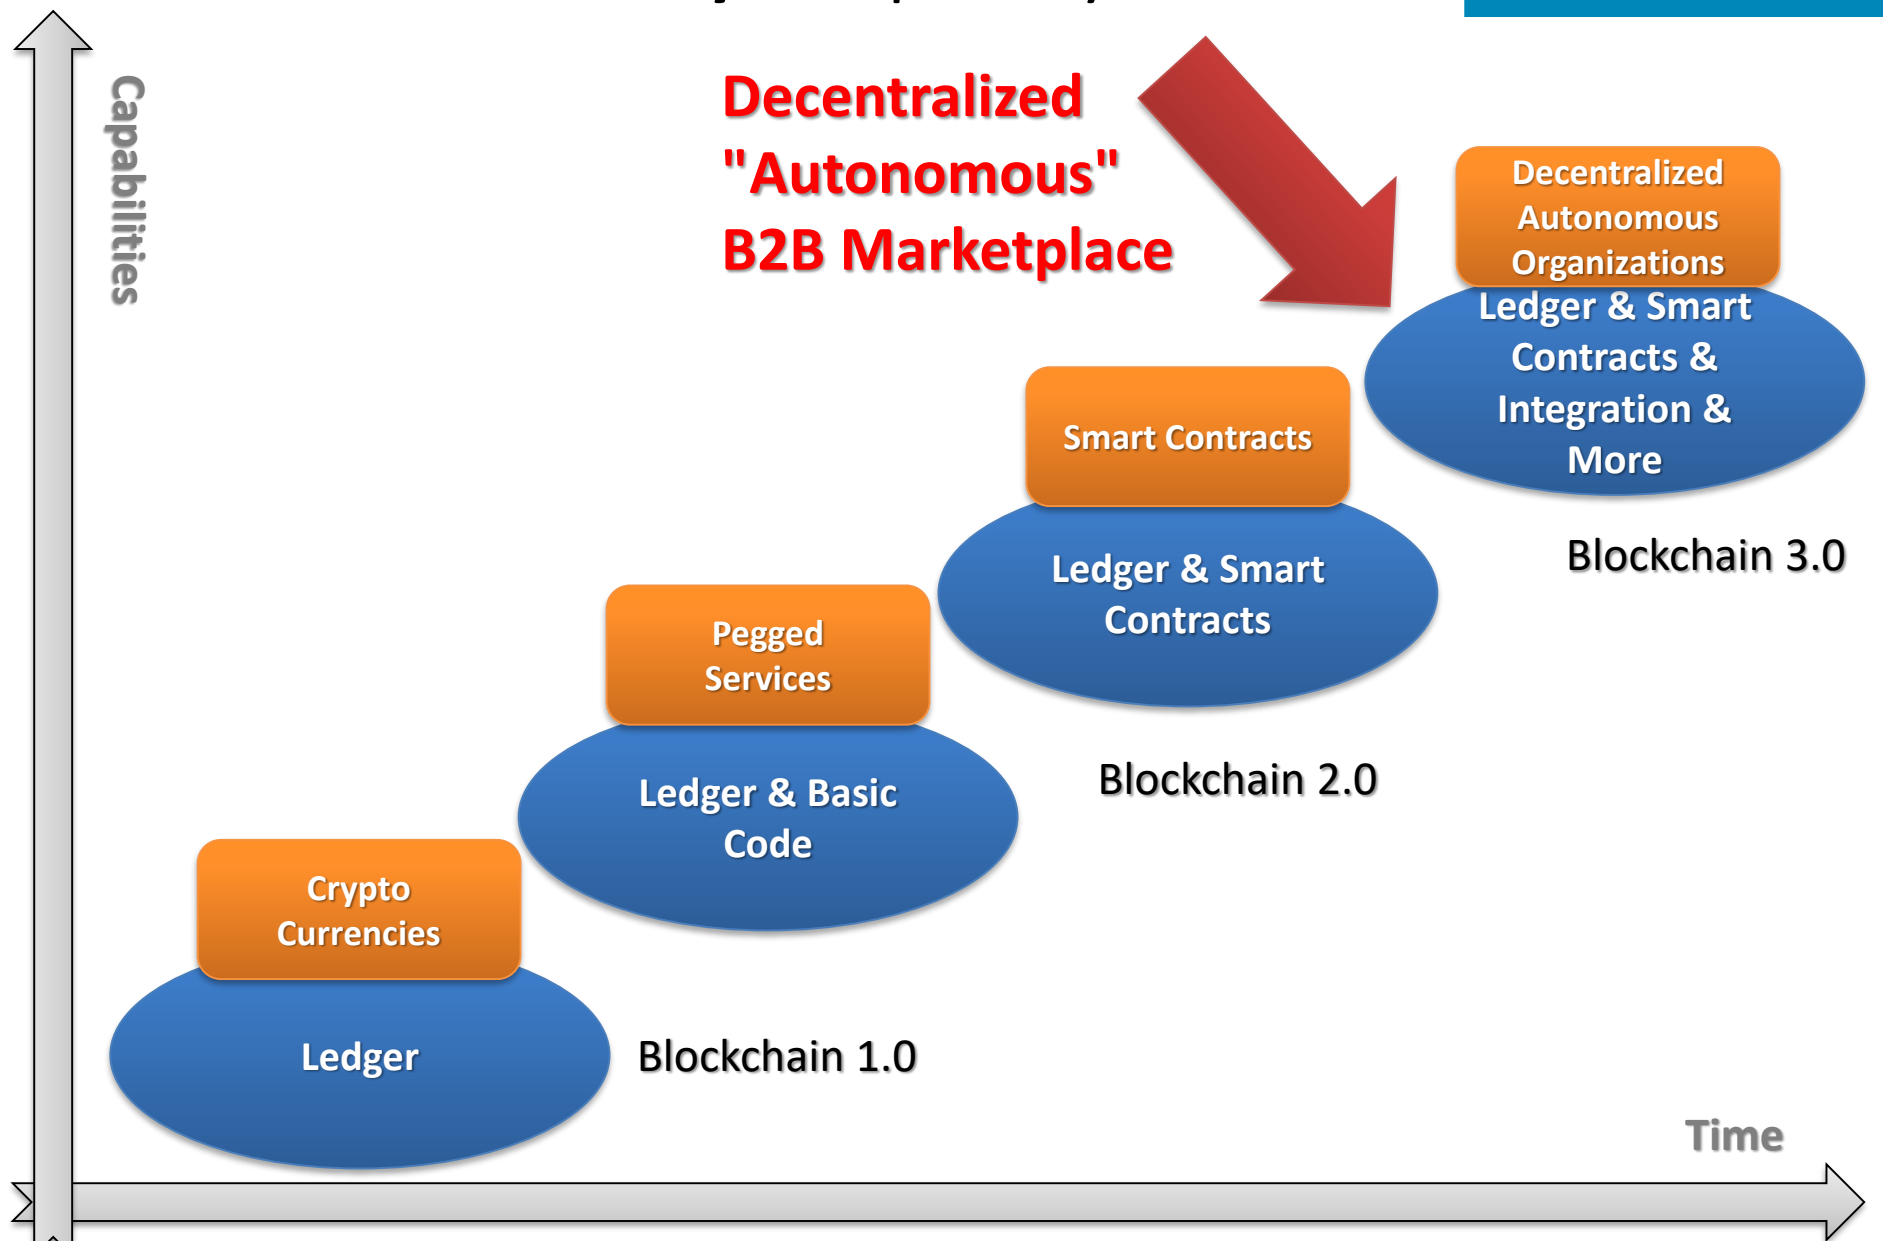 Capabilities
Decentralized
"Autonomous"
B2B Marketplace
Decentralized
Autonomous
Organizations
Ledger & Smart
Contracts &
Integration &
More
Blockchain 3.0
Smart Contracts
Ledger & Smart
Contracts
Blockchain 2.0
Pegged
Services
Ledger & Basic
Code
Crypto
Currencies
Ledger
Blockchain 1.0
Time